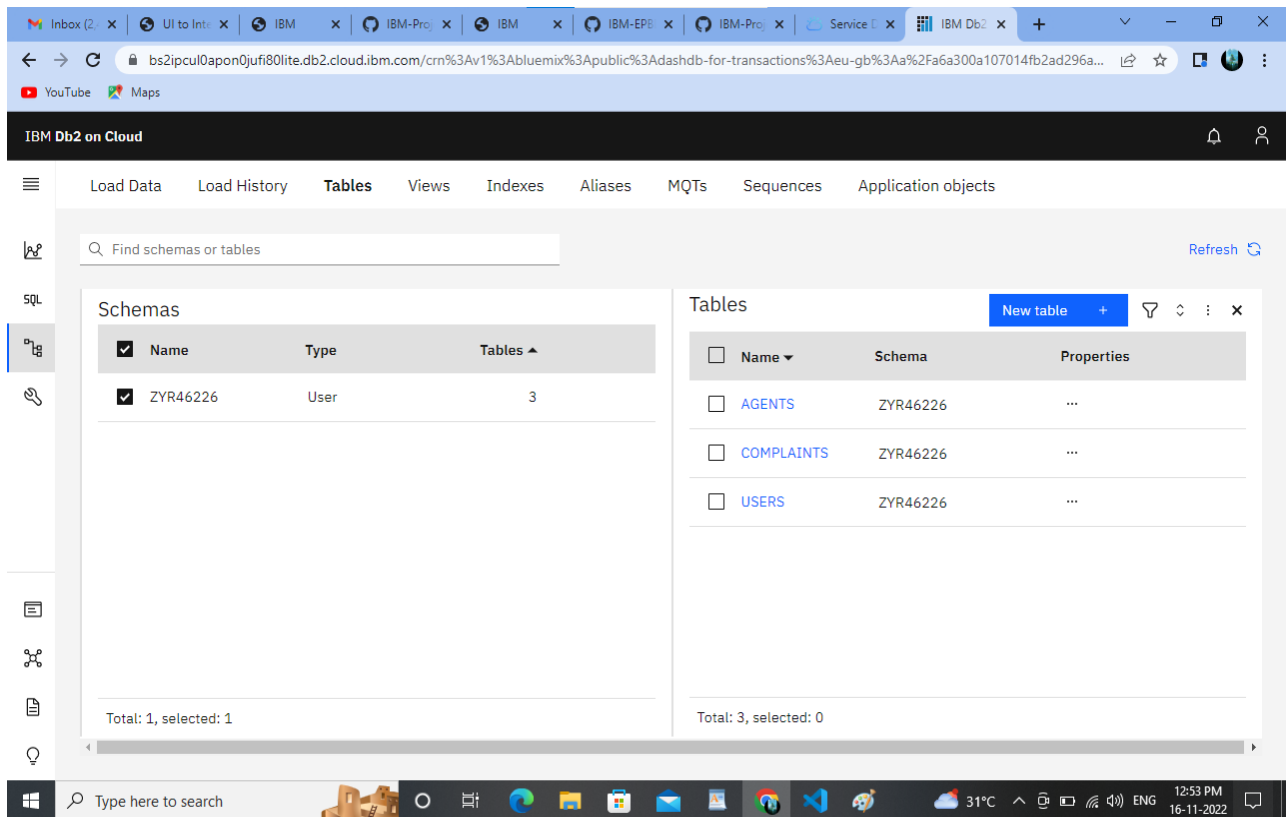 Inbox (2, UI to Inte IBM IBM-Pro IBM IBM-EPB IBM-Pro Service D IBM Db2
bs2ipcul0apon0jufi80lite.db2.cloud.ibm.com/crn%3Av1%3Abluemix%3Apublic%3Adashdb-for-transactions%3Aeu-gb%3Aa%2Fa6a300a107014fb2ad296a...
YouTube Maps
IBM Db2 on Cloud
Load Data Load History Tables Views Indexes Aliases MQTs Sequences Application objects
Find schemas or tables Refresh
SQL
Schemas
Name Type Tables
ZYR46226 User 3
Total: 1, selected: 1
Tables New table +
Name Schema Properties
AGENTS ZYR46226 ...
COMPLAINTS ZYR46226 ...
USERS ZYR46226 ...
Total: 3, selected: 0
Type here to search 31°C ENG 12:53 PM
16-11-2022